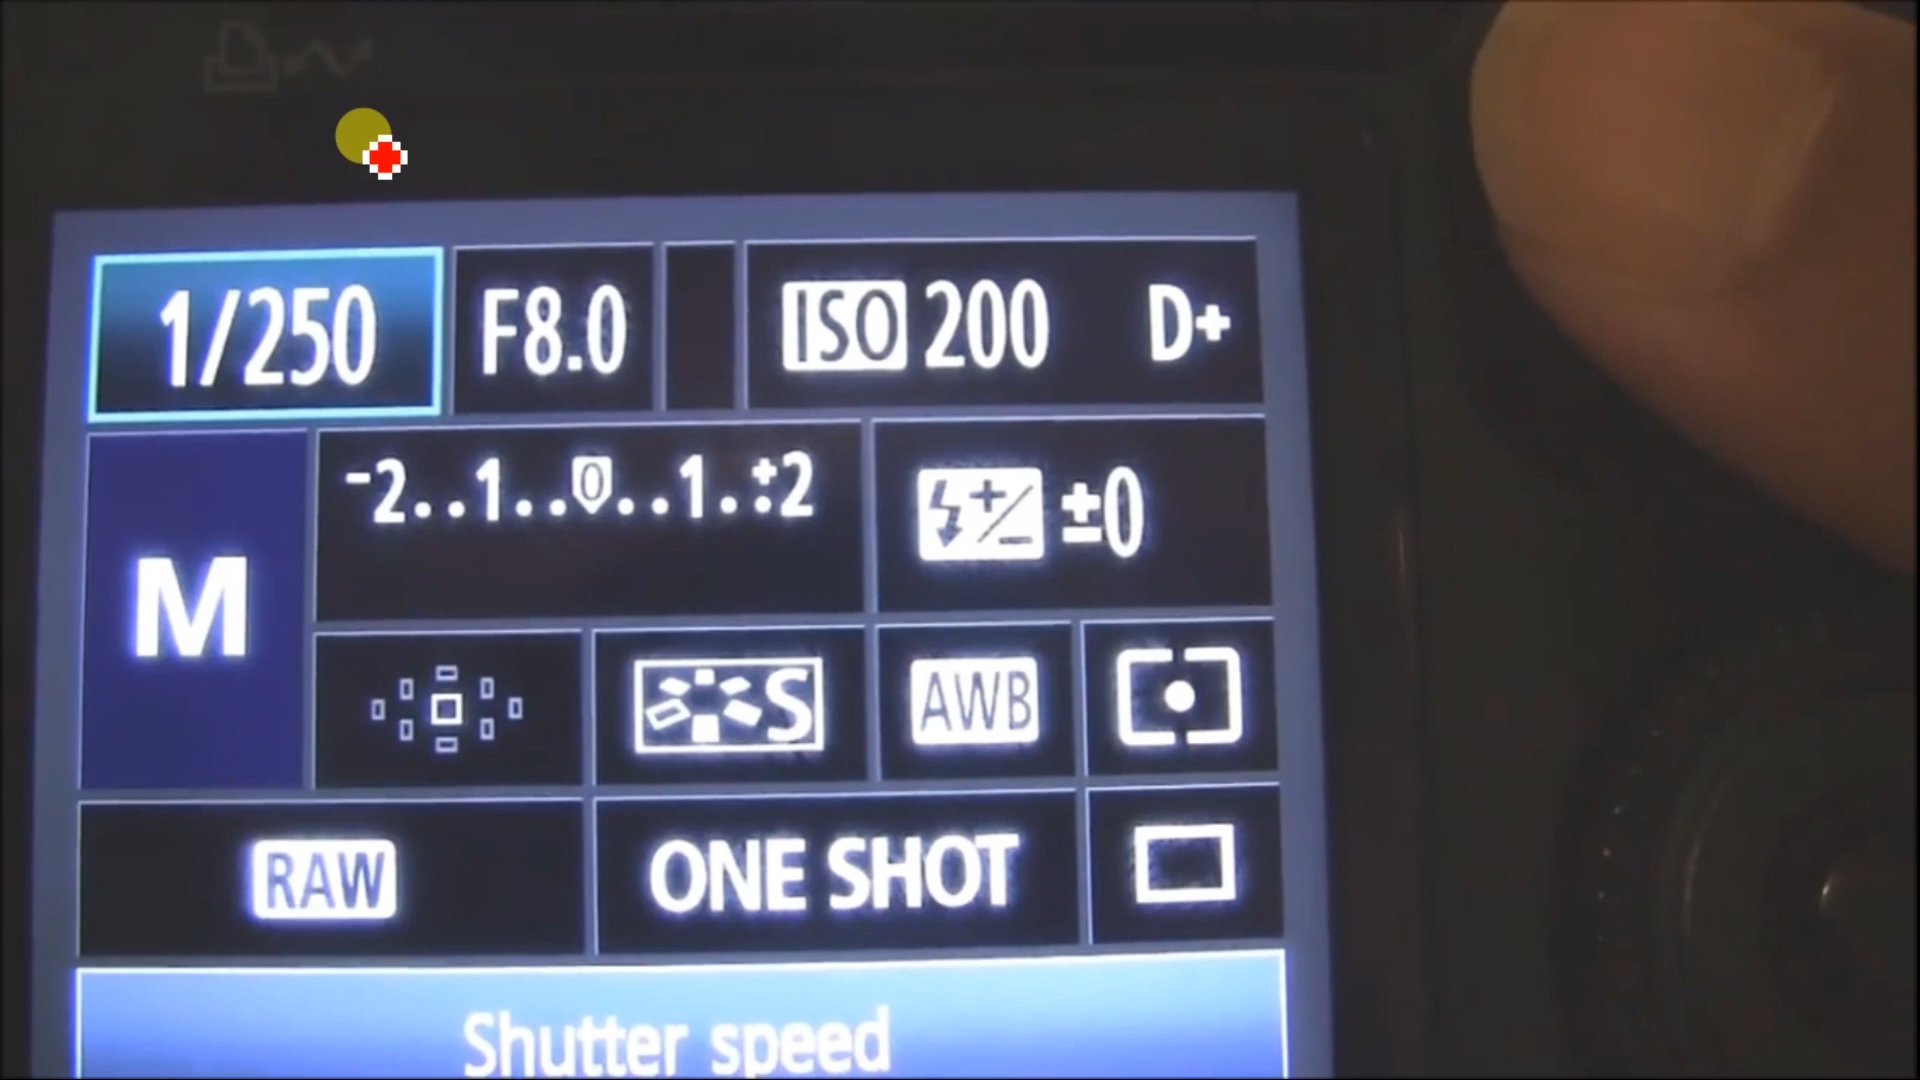 1/250 F8.0 ISO 200 D+
-2..1..0..1.:+2 ±0
M
S AWB
RAW ONE SHOT
Shutter speed